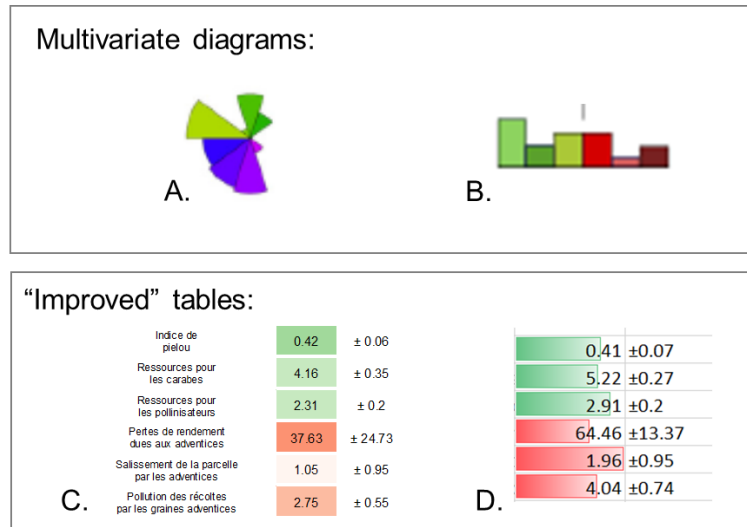 Multivariate diagrams:
A.
B.
“Improved” tables:
Indice de
pielou
0.42 ± 0.06
Ressources pour
les carabes
4.16 ± 0.35
Ressources pour
les pollinisateurs
2.31 ± 0.2
Pertes de rendement
dues aux adventices
37.63 ± 24.73
Salissement de la parcelle
par les adventices
1.05 ± 0.95
Pollution des récoltes
par les graines adventices
2.75 ± 0.55
C.
0.41 ±0.07
5.22 ±0.27
2.91 ±0.2
64.46 ±13.37
1.96 ±0.95
4.04 ±0.74
D.